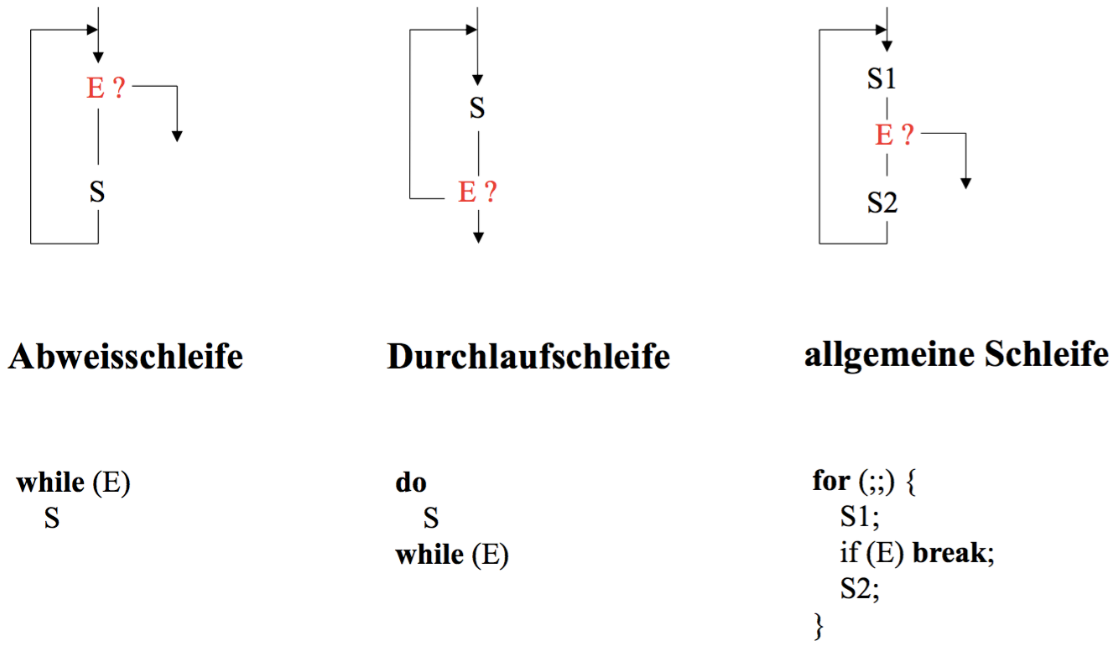 E ?
S
Abweisschleife
while (E)
S
S
E ?
Durchlaufschleife
do
S
while (E)
S1
E ?
S2
allgemeine Schleife
for (;;) {
S1;
if (E) break;
S2;
}